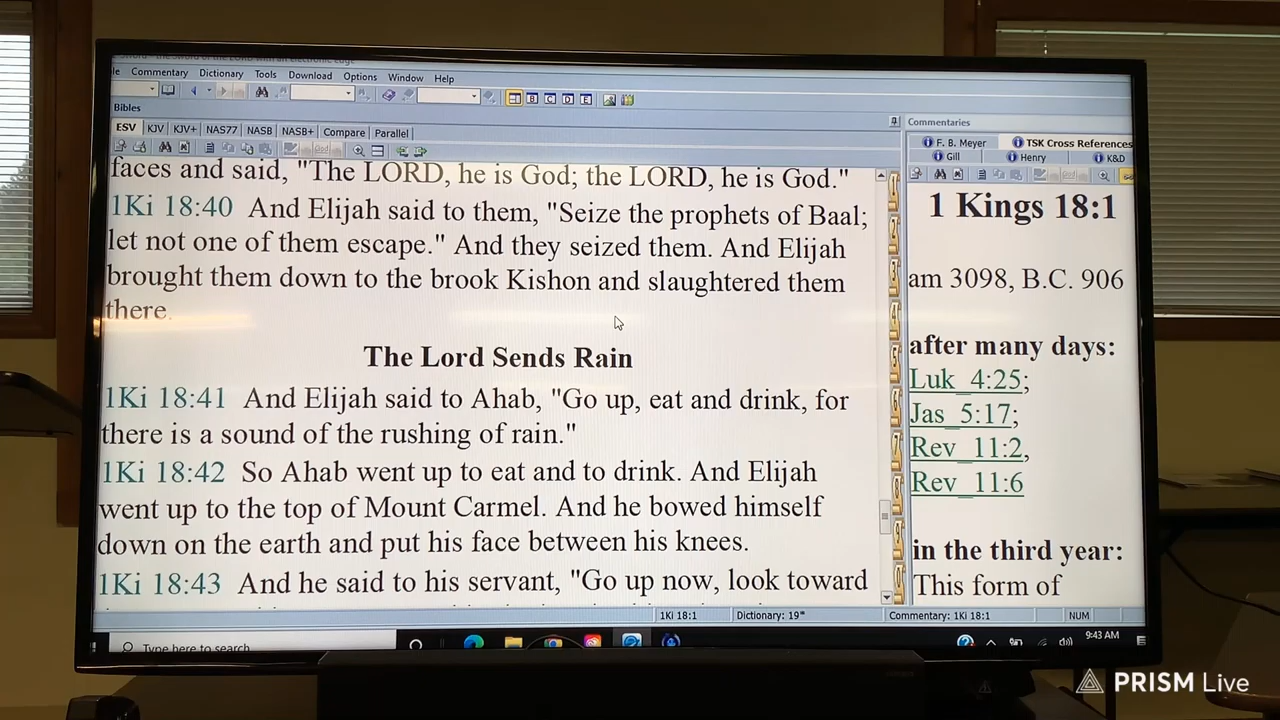 Commentary Dictionary Tools Download Options Window Help
Bibles
ESV KJV KJV+ NAS77 NASB NASB+ Compare Parallel
faces and said, "The LORD, he is God; the LORD, he is God."
1Ki 18:40 And Elijah said to them, "Seize the prophets of Baal;
let not one of them escape." And they seized them. And Elijah
brought them down to the brook Kishon and slaughtered them
there.
The Lord Sends Rain
1Ki 18:41 And Elijah said to Ahab, "Go up, eat and drink, for
there is a sound of the rushing of rain."
1Ki 18:42 So Ahab went up to eat and to drink. And Elijah
went up to the top of Mount Carmel. And he bowed himself
down on the earth and put his face between his knees.
1Ki 18:43 And he said to his servant, "Go up now, look toward
Commentaries
F. B. Meyer TSK Cross References
Gill Henry K&D
1 Kings 18:1
am 3098, B.C. 906
after many days:
Luk_4:25;
Jas_5:17;
Rev_11:2,
Rev_11:6
in the third year:
This form of
1Ki 18:1 Dictionary: 19* Commentary: 1Ki 18:1 NUM
Type here to search
9:43 AM
PRISM Live